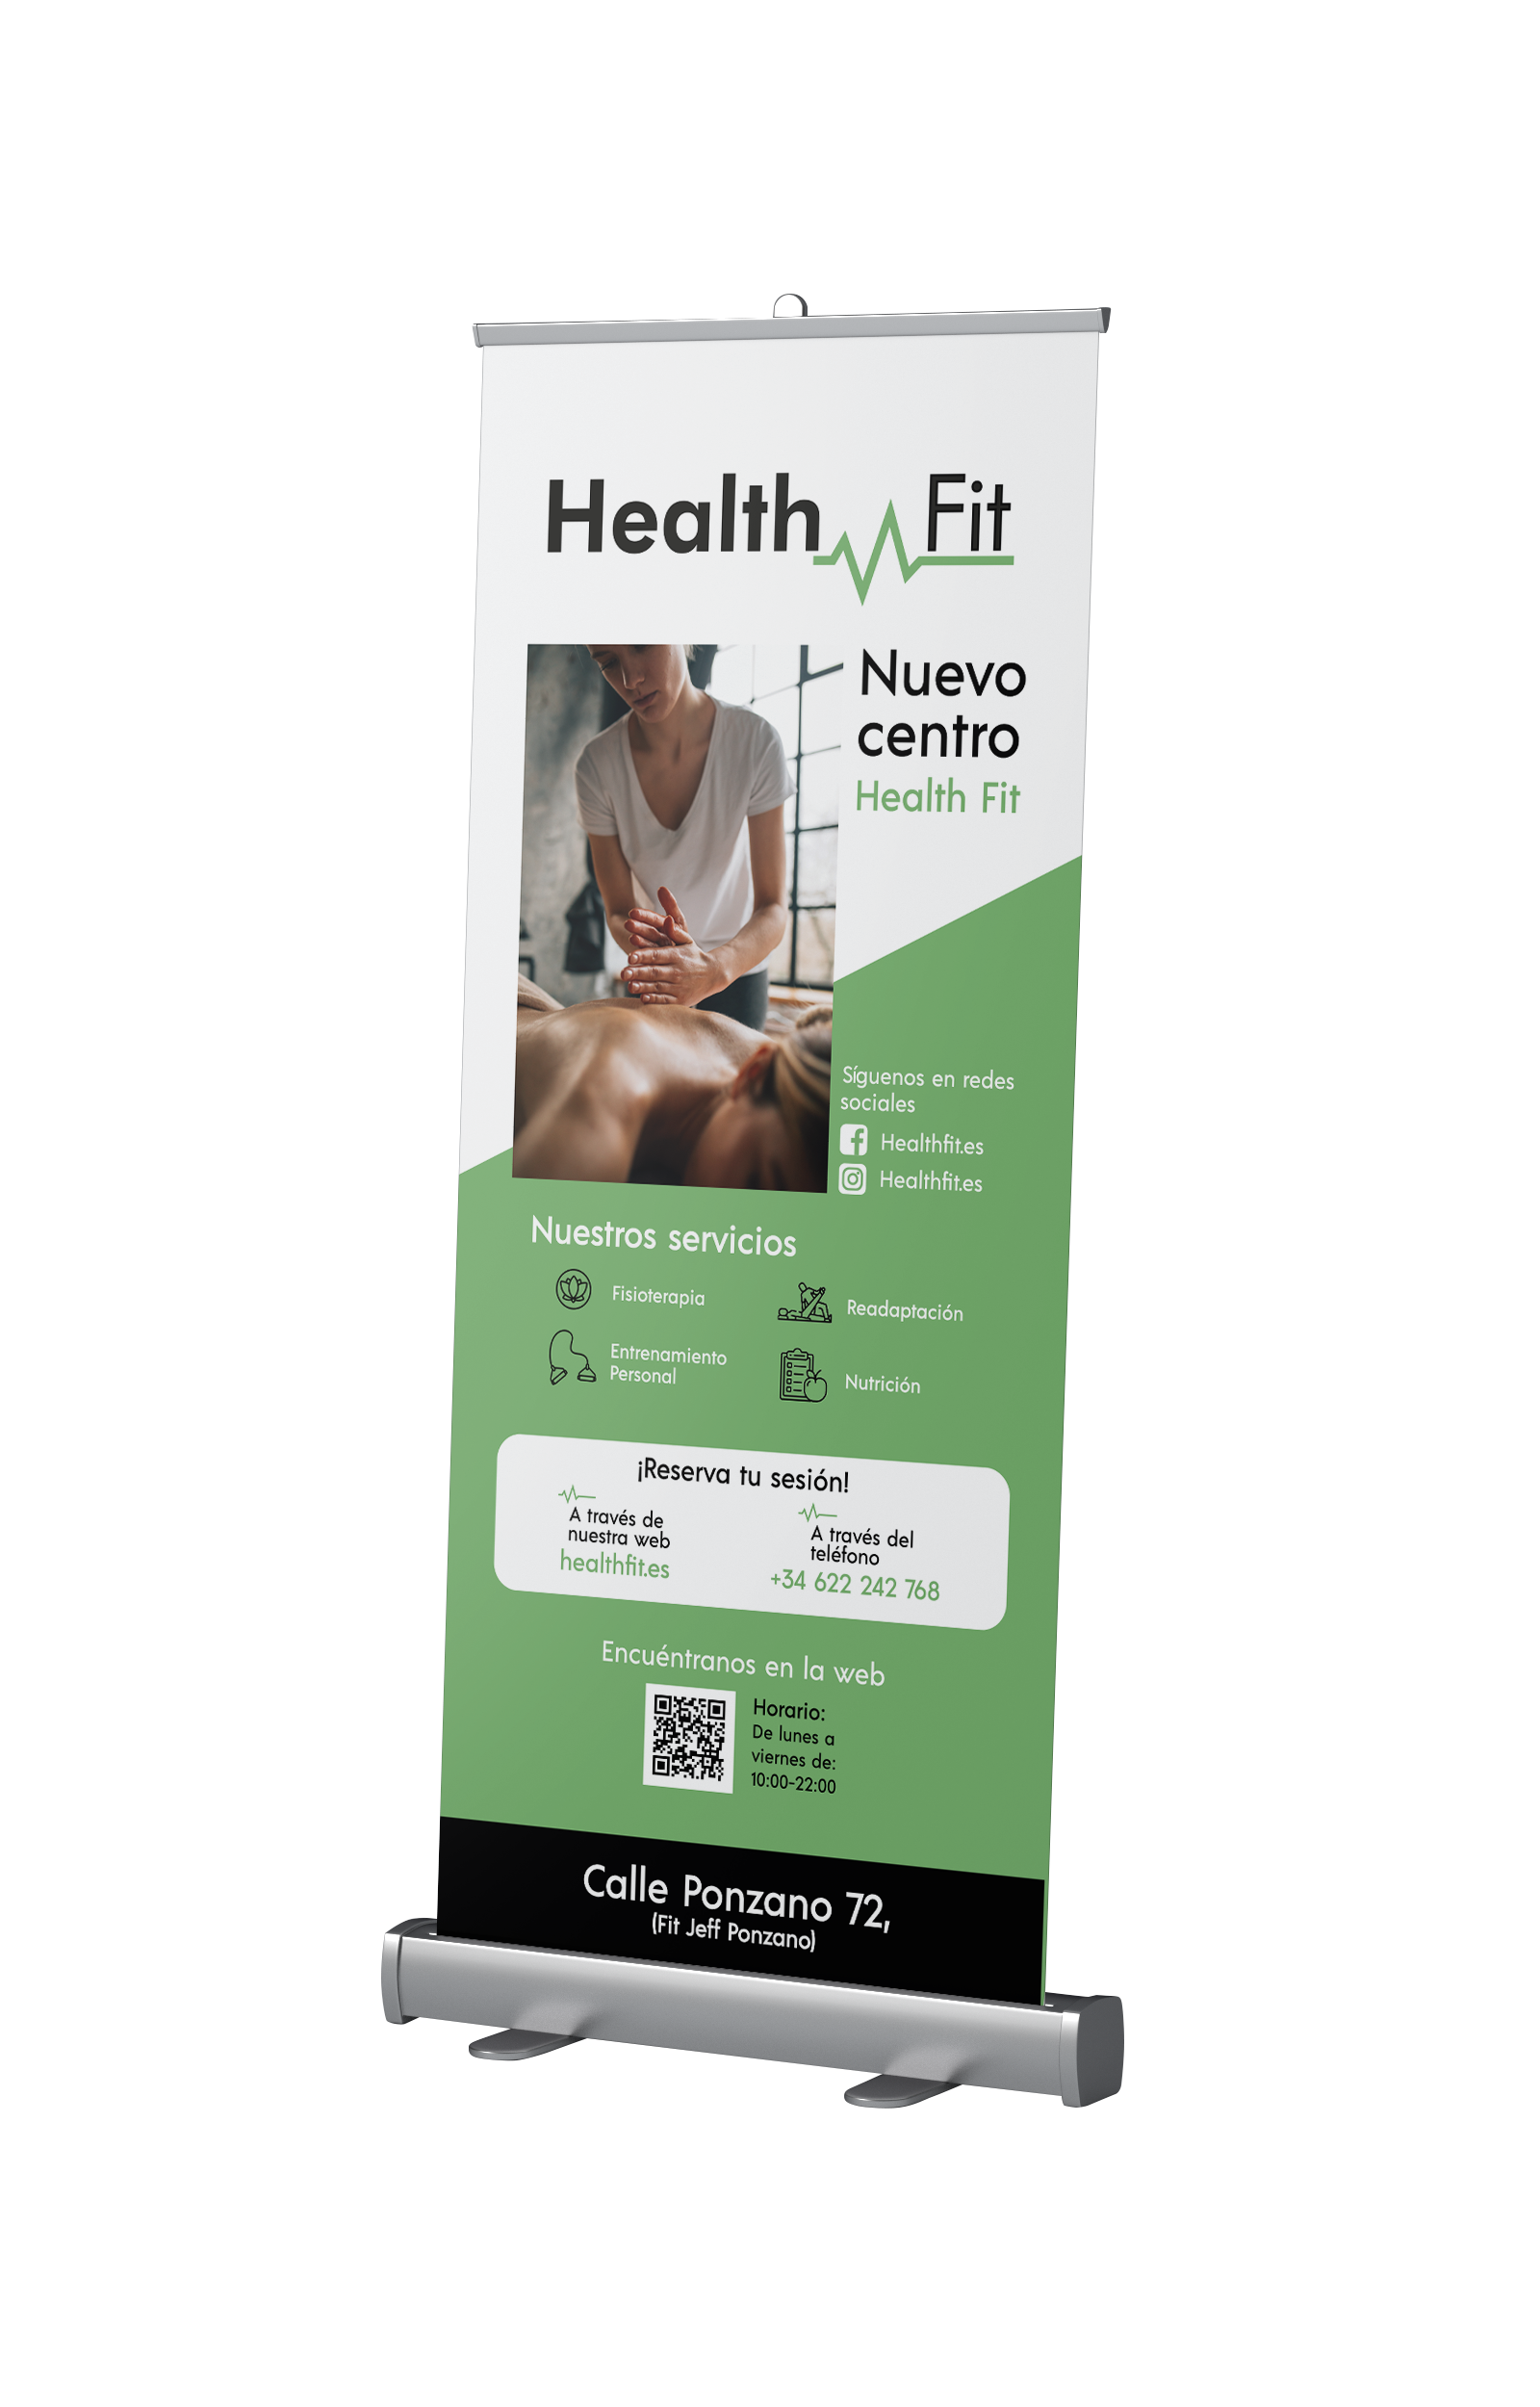 Health Fit
Nuevo
centro
Health Fit
Síguenos en redes
sociales
Healthfit.es
Healthfit.es
Nuestros servicios
Fisioterapia
Readaptación
Entrenamiento
Personal
Nutrición
¡Reserva tu sesión!
A través de
nuestra web
healthfit.es
A través del
teléfono
+34 622 242 768
Encuéntranos en la web
Horario:
De lunes a
viernes de:
10:00-22:00
Calle Ponzano 72,
(Fit Jeff Ponzano)